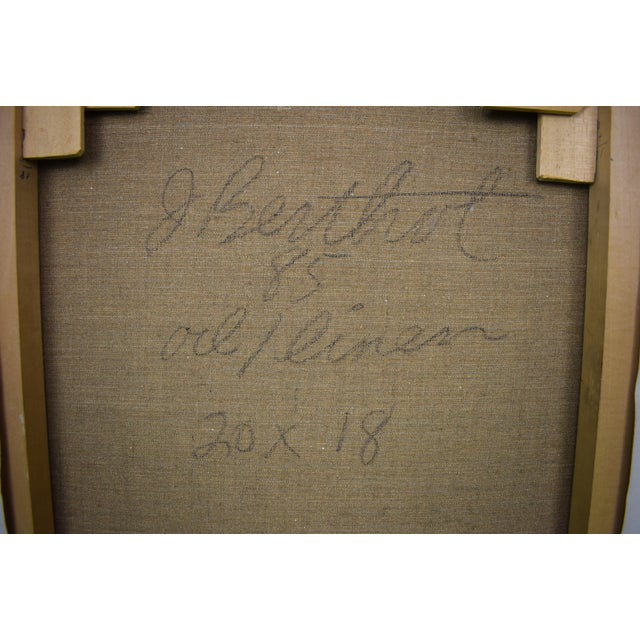 J Berthot
85
oil/linen
20 x 18